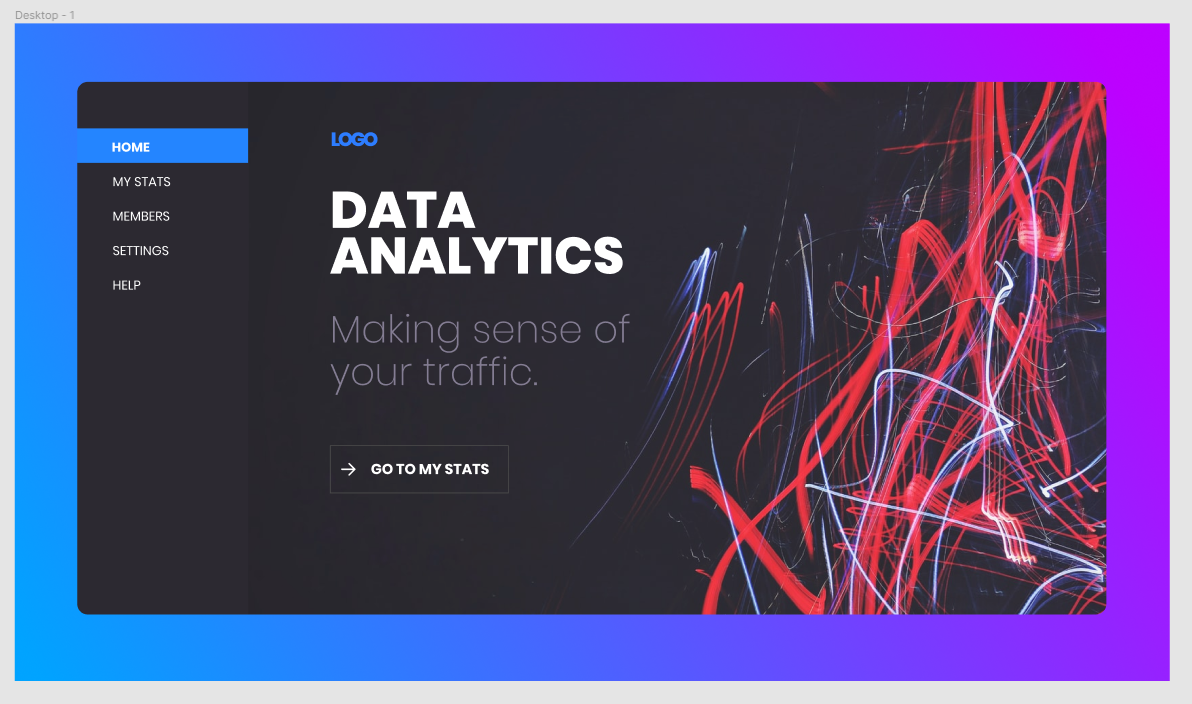 Desktop - 1
HOME
MY STATS
MEMBERS
SETTINGS
HELP
LOGO
DATA
ANALYTICS
Making sense of
your traffic.
→ GO TO MY STATS